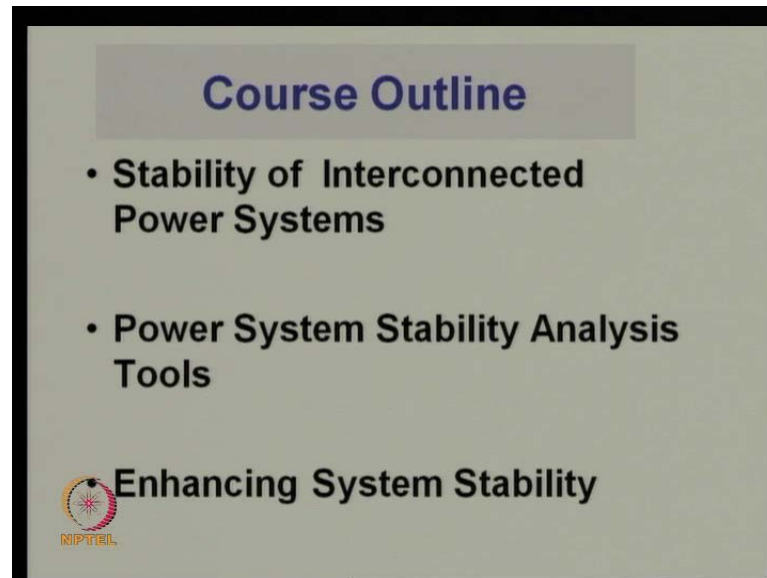 Course Outline
• Stability of Interconnected
Power Systems
• Power System Stability Analysis
Tools
Enhancing System Stability
NPTEL